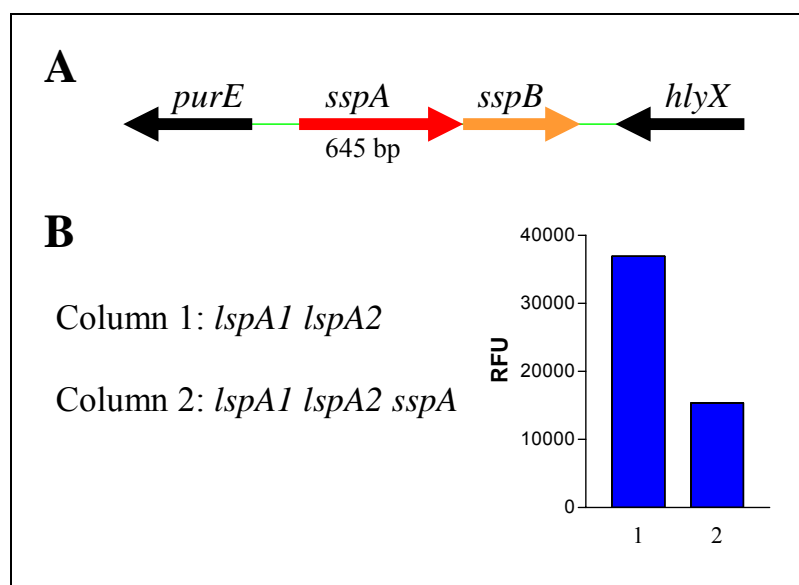 A
purE sspA sspB hlyX
645 bp
B
Column 1: lspA1 lspA2
Column 2: lspA1 lspA2 sspA
RFU
40000
30000
20000
10000
0
1 2